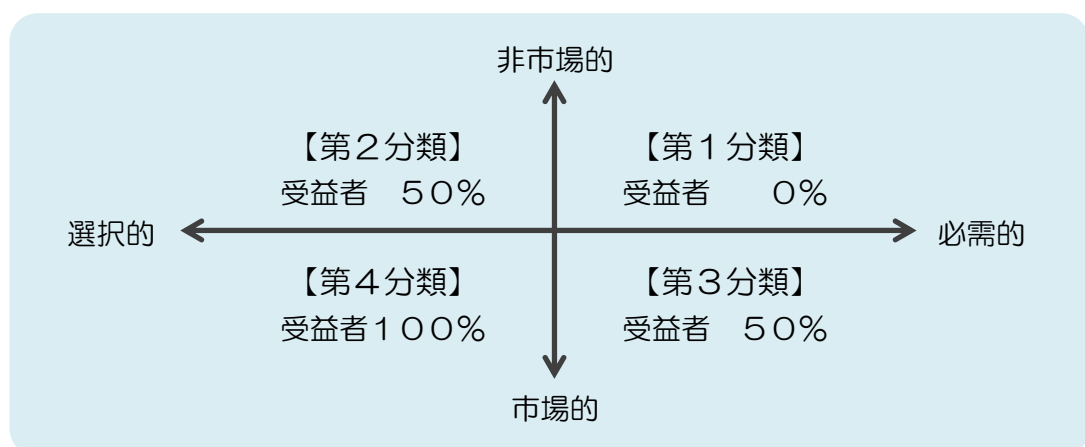 非市場的
【第2分類】
受益者 50%
【第1分類】
受益者 0%
選択的
必需的
【第4分類】
受益者100%
【第3分類】
受益者 50%
市場的